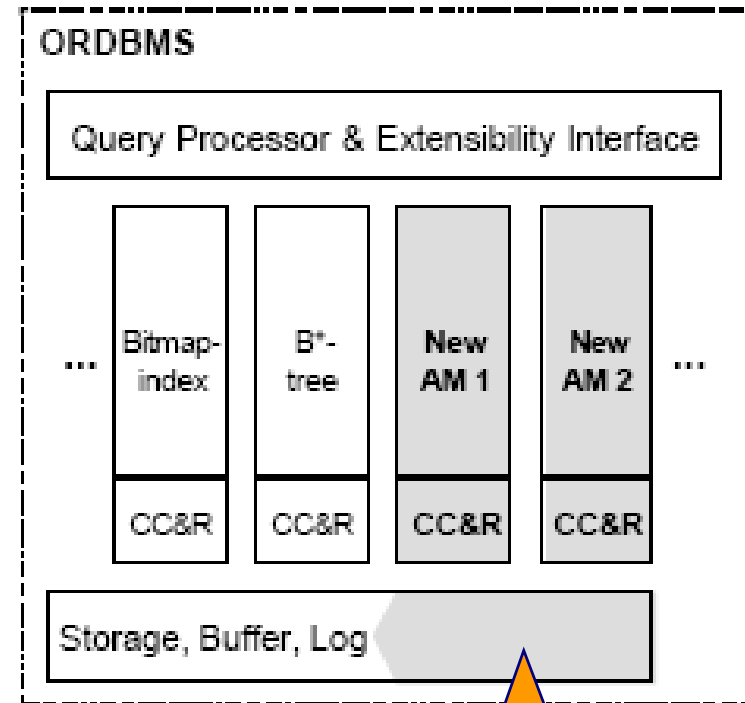 ORDBMS
Query Processor & Extensibility Interface
... Bitmap- B+- New New ...
index tree AM 1 AM 2
CC&R CC&R CC&R CC&R
Storage, Buffer, Log